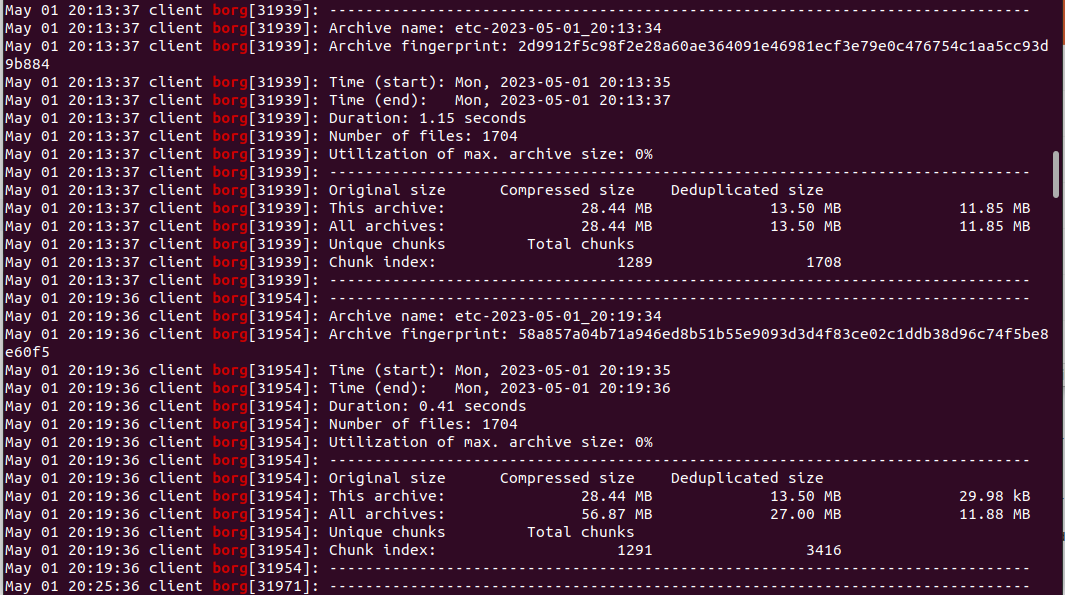 May 01 20:13:37 client borg[31939]: ------------------------------------------------------------------------------
May 01 20:13:37 client borg[31939]: Archive name: etc-2023-05-01_20:13:34
May 01 20:13:37 client borg[31939]: Archive fingerprint: 2d9912f5c98f2e28a60ae364091e46981ecf3e79e0c476754c1aa5cc93d
9b884
May 01 20:13:37 client borg[31939]: Time (start): Mon, 2023-05-01 20:13:35
May 01 20:13:37 client borg[31939]: Time (end):   Mon, 2023-05-01 20:13:37
May 01 20:13:37 client borg[31939]: Duration: 1.15 seconds
May 01 20:13:37 client borg[31939]: Number of files: 1704
May 01 20:13:37 client borg[31939]: Utilization of max. archive size: 0%
May 01 20:13:37 client borg[31939]: ------------------------------------------------------------------------------
May 01 20:13:37 client borg[31939]: Original size      Compressed size    Deduplicated size
May 01 20:13:37 client borg[31939]: This archive:               28.44 MB             13.50 MB             11.85 MB
May 01 20:13:37 client borg[31939]: All archives:               28.44 MB             13.50 MB             11.85 MB
May 01 20:13:37 client borg[31939]: Unique chunks         Total chunks
May 01 20:13:37 client borg[31939]: Chunk index:                    1289                 1708
May 01 20:13:37 client borg[31939]: ------------------------------------------------------------------------------
May 01 20:19:36 client borg[31954]: ------------------------------------------------------------------------------
May 01 20:19:36 client borg[31954]: Archive name: etc-2023-05-01_20:19:34
May 01 20:19:36 client borg[31954]: Archive fingerprint: 58a857a04b71a946ed8b51b55e9093d3d4f83ce02c1ddb38d96c74f5be8
e60f5
May 01 20:19:36 client borg[31954]: Time (start): Mon, 2023-05-01 20:19:35
May 01 20:19:36 client borg[31954]: Time (end):   Mon, 2023-05-01 20:19:36
May 01 20:19:36 client borg[31954]: Duration: 0.41 seconds
May 01 20:19:36 client borg[31954]: Number of files: 1704
May 01 20:19:36 client borg[31954]: Utilization of max. archive size: 0%
May 01 20:19:36 client borg[31954]: ------------------------------------------------------------------------------
May 01 20:19:36 client borg[31954]: Original size      Compressed size    Deduplicated size
May 01 20:19:36 client borg[31954]: This archive:               28.44 MB             13.50 MB             29.98 kB
May 01 20:19:36 client borg[31954]: All archives:               56.87 MB             27.00 MB             11.88 MB
May 01 20:19:36 client borg[31954]: Unique chunks         Total chunks
May 01 20:19:36 client borg[31954]: Chunk index:                    1291                 3416
May 01 20:19:36 client borg[31954]: ------------------------------------------------------------------------------
May 01 20:25:36 client borg[31971]: ------------------------------------------------------------------------------